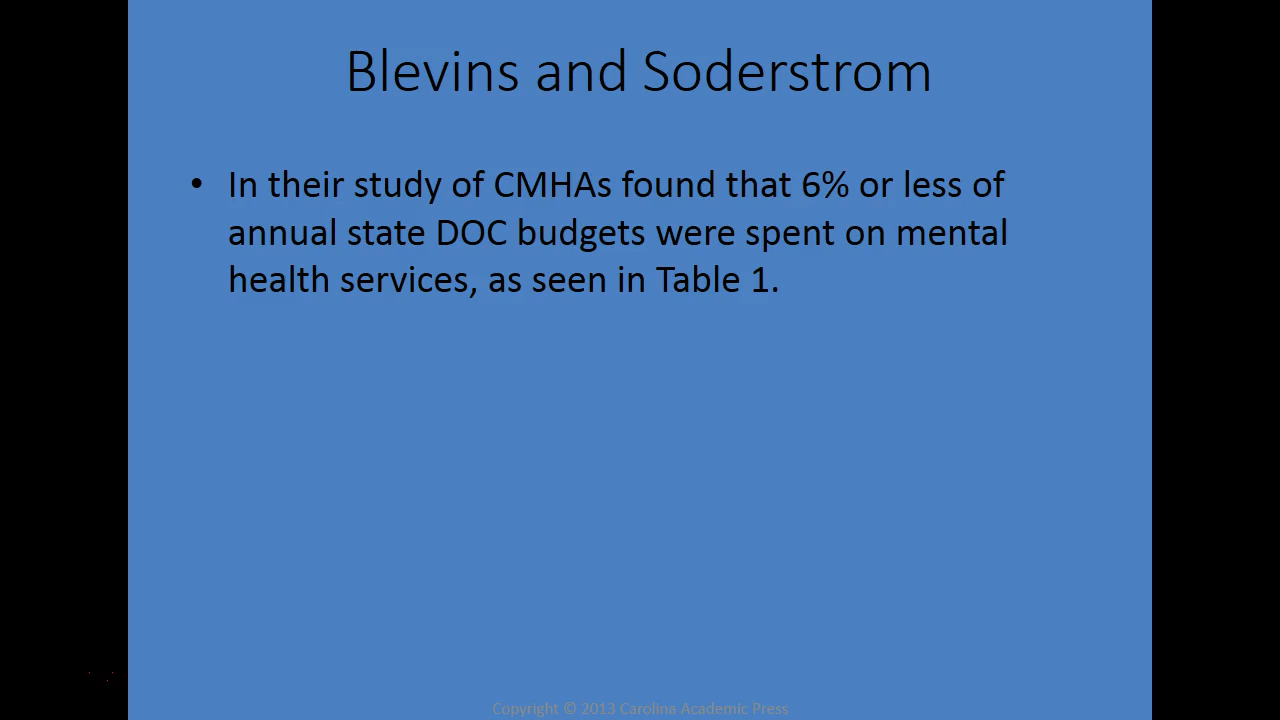 Blevins and Soderstrom
• In their study of CMHAs found that 6% or less of
annual state DOC budgets were spent on mental
health services, as seen in Table 1.
Copyright © 2013 Carolina Academic Press